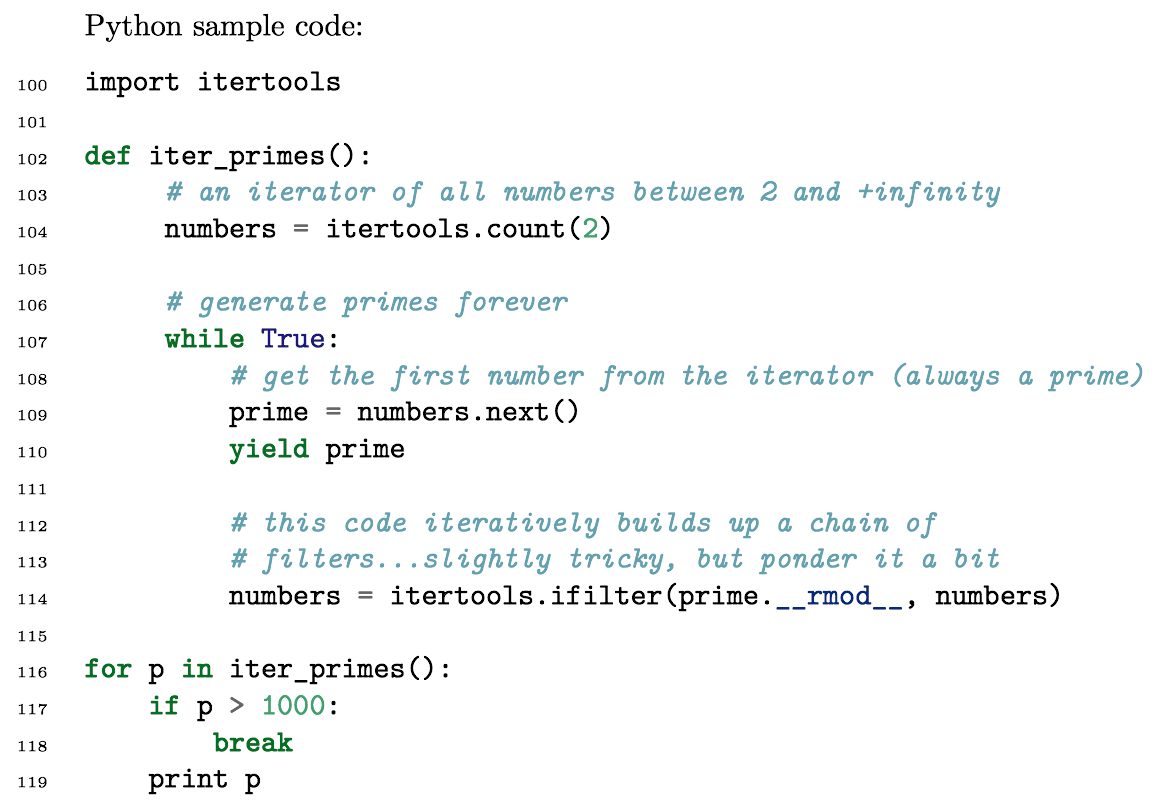 Python sample code:
100 import itertools
101
102 def iter_primes():
103     # an iterator of all numbers between 2 and +infinity
104     numbers = itertools.count(2)
105
106     # generate primes forever
107     while True:
108         # get the first number from the iterator (always a prime)
109         prime = numbers.next()
110         yield prime
111
112         # this code iteratively builds up a chain of
113         # filters...slightly tricky, but ponder it a bit
114         numbers = itertools.ifilter(prime.__rmod__, numbers)
115
116 for p in iter_primes():
117     if p > 1000:
118         break
119     print p